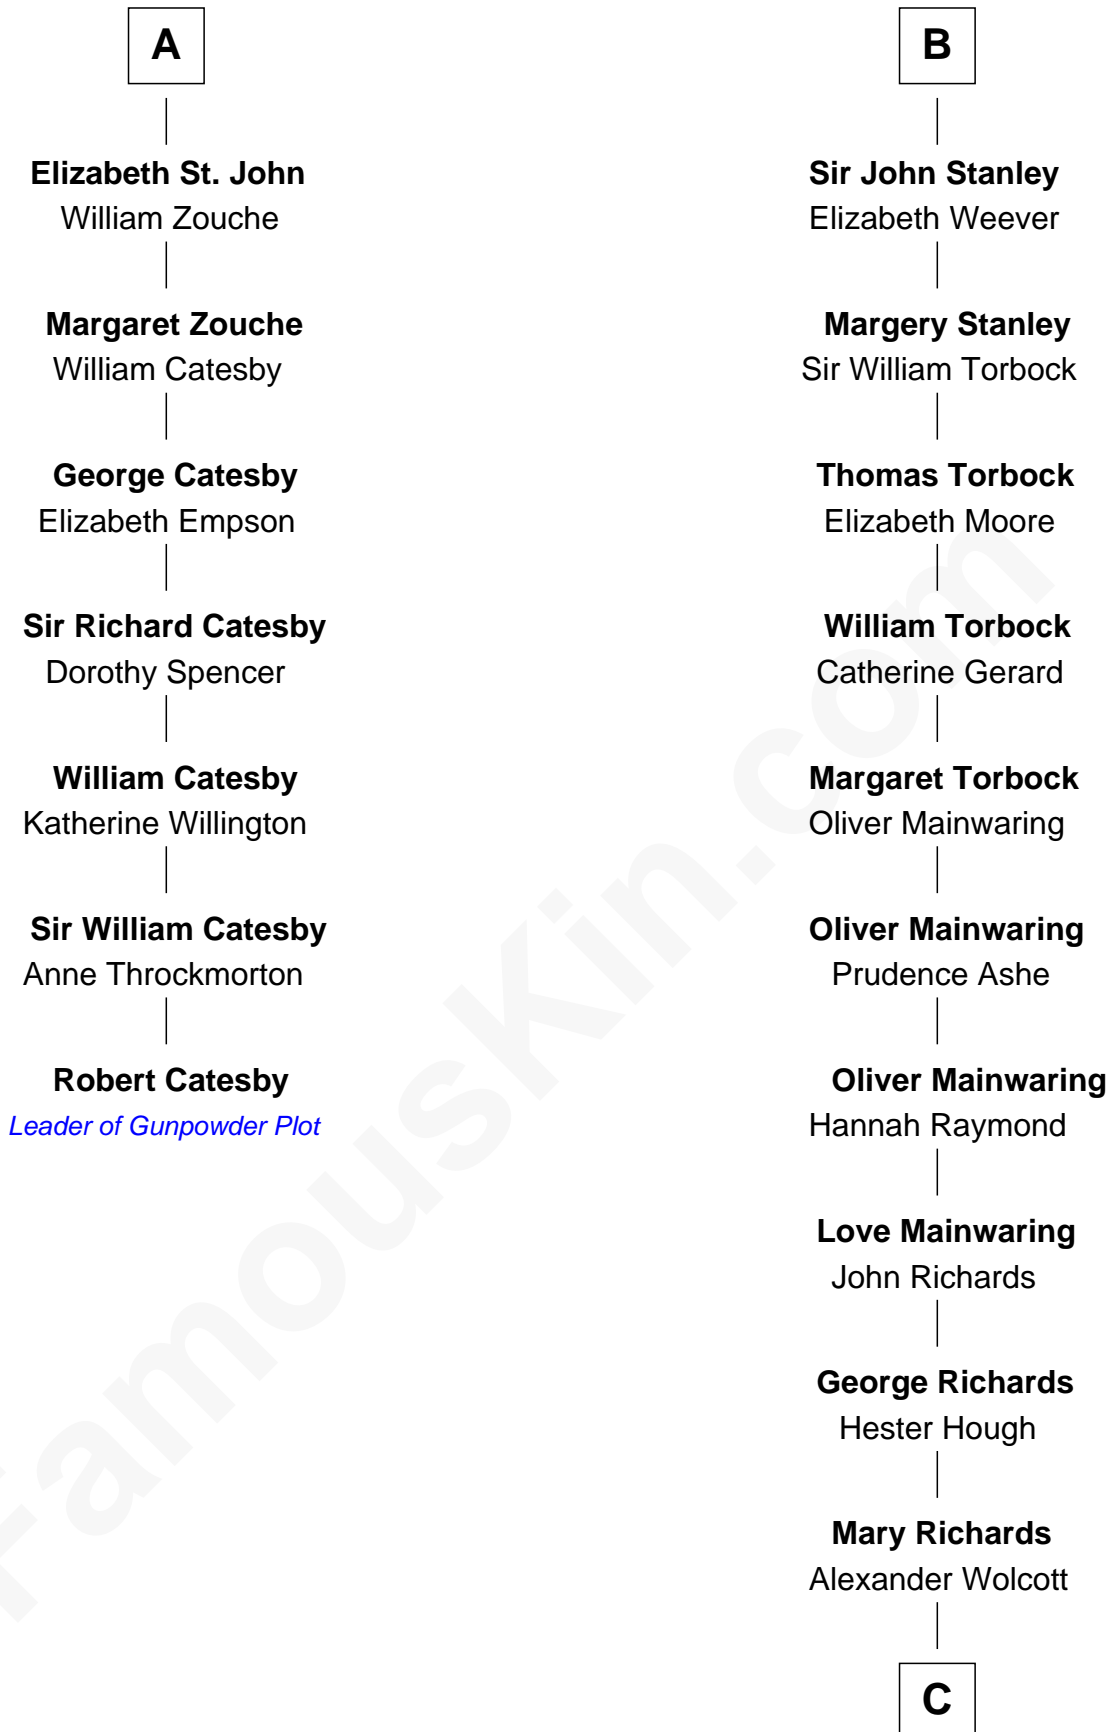 A
Elizabeth St. John
William Zouche
Margaret Zouche
William Catesby
George Catesby
Elizabeth Empson
Sir Richard Catesby
Dorothy Spencer
William Catesby
Katherine Willington
Sir William Catesby
Anne Throckmorton
Robert Catesby
Leader of Gunpowder Plot
B
Sir John Stanley
Elizabeth Weever
Margery Stanley
Sir William Torbock
Thomas Torbock
Elizabeth Moore
William Torbock
Catherine Gerard
Margaret Torbock
Oliver Mainwaring
Oliver Mainwaring
Prudence Ashe
Oliver Mainwaring
Hannah Raymond
Love Mainwaring
John Richards
George Richards
Hester Hough
Mary Richards
Alexander Wolcott
C
FamousKin.com